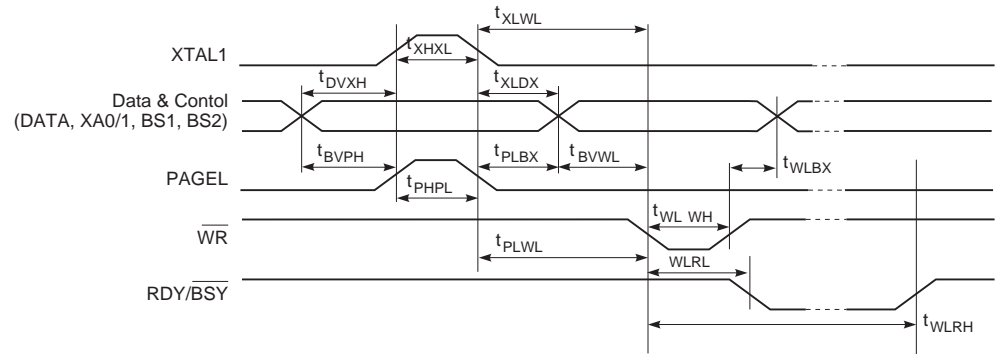 tXLWL
XTAL1
tXHXL
tDVXH
tXLDX
Data & Contol
(DATA, XA0/1, BS1, BS2)
tBVPH
tPLBX
tBVWL
tWLBX
PAGEL
tPHPL
tWL WH
WR
tPLWL
WLRL
RDY/BSY
tWLRH